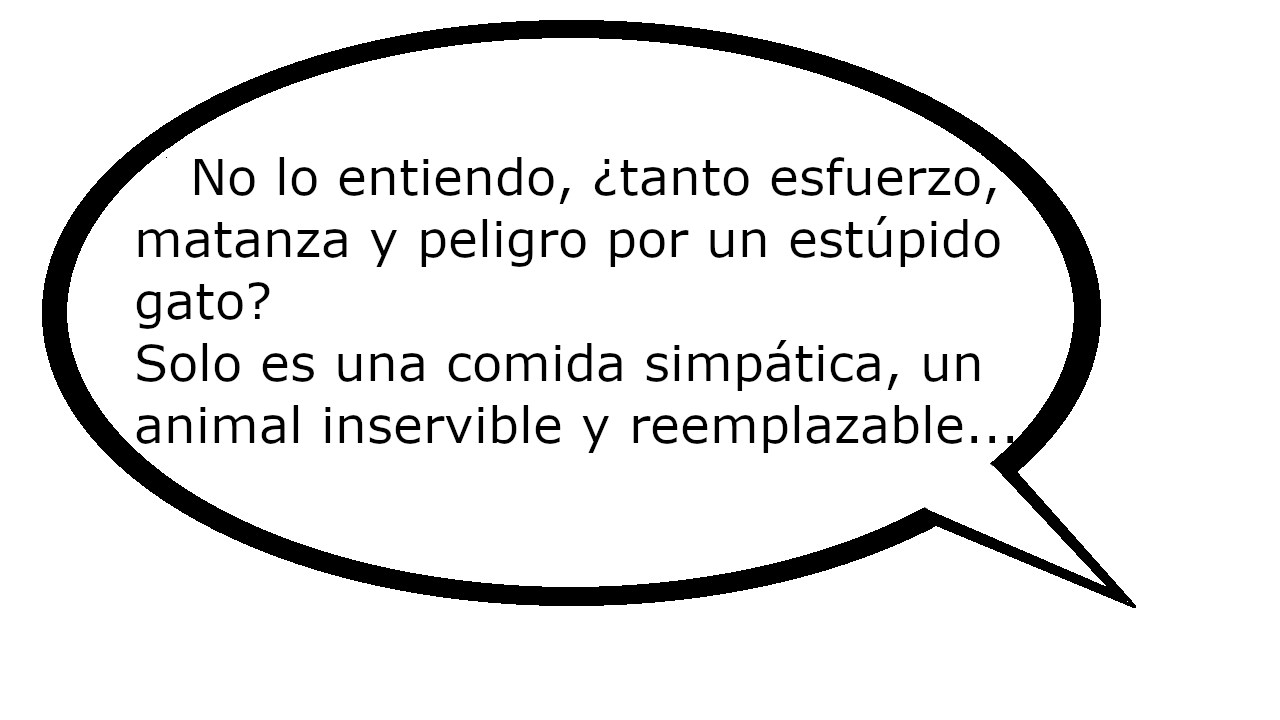 No lo entiendo, ¿tanto esfuerzo,
matanza y peligro por un estúpido
gato?
Solo es una comida simpática, un
animal inservible y reemplazable...